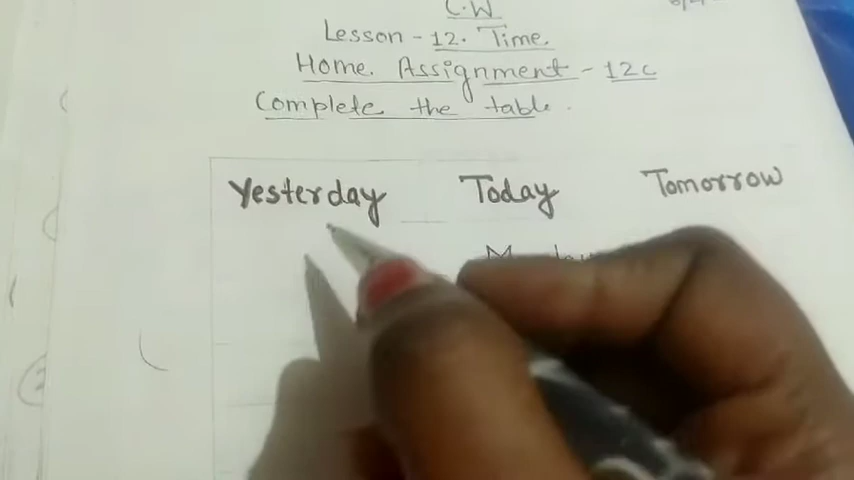 C.W
Lesson - 12. Time.
Home Assignment - 12c
Complete the table.
Yesterday Today Tomorrow